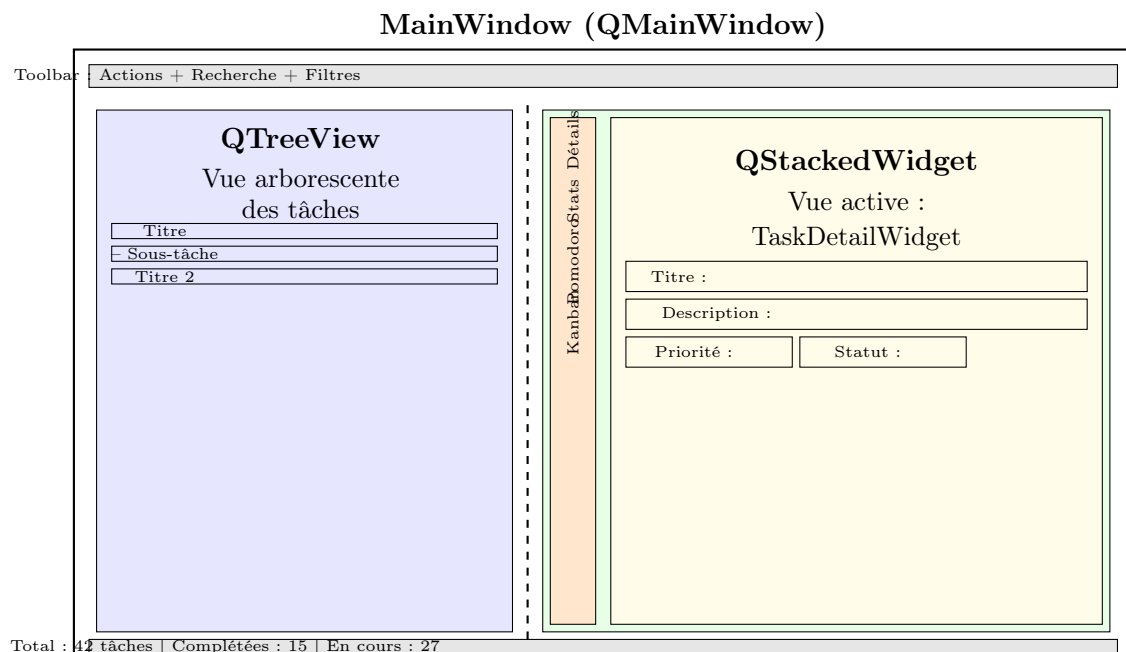 MainWindow (QMainWindow)
Toolbar : Actions + Recherche + Filtres
QTreeView
Vue arborescente
des tâches
Titre
– Sous-tâche
Titre 2
Détails
Stats
Pomodoro
Kanban
QStackedWidget
Vue active :
TaskDetailWidget
Titre :
Description :
Priorité :
Statut :
Total : 42 tâches | Complétées : 15 | En cours : 27